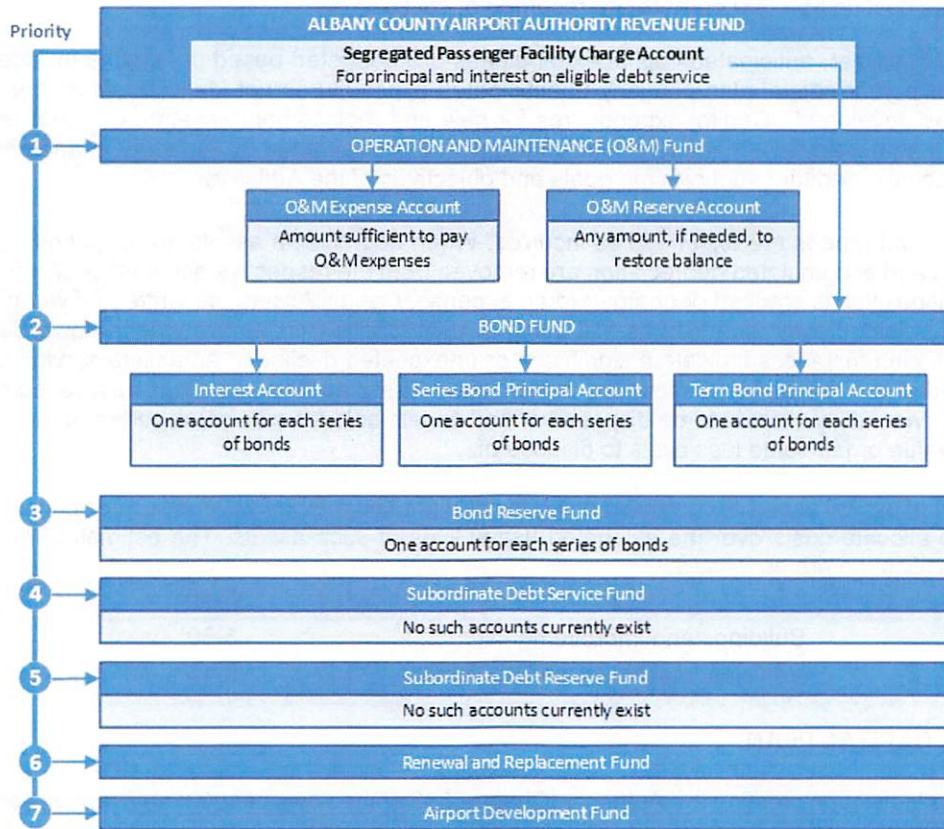 Priority
ALBANY COUNTY AIRPORT AUTHORITY REVENUE FUND
Segregated Passenger Facility Charge Account
For principal and interest on eligible debt service
1
OPERATION AND MAINTENANCE (O&M) Fund
O&M Expense Account
Amount sufficient to pay
O&M expenses
O&M Reserve Account
Any amount, if needed, to
restore balance
2
BOND FUND
Interest Account
One account for each series
of bonds
Series Bond Principal Account
One account for each series
of bonds
Term Bond Principal Account
One account for each series
of bonds
3
Bond Reserve Fund
One account for each series of bonds
4
Subordinate Debt Service Fund
No such accounts currently exist
5
Subordinate Debt Reserve Fund
No such accounts currently exist
6
Renewal and Replacement Fund
7
Airport Development Fund